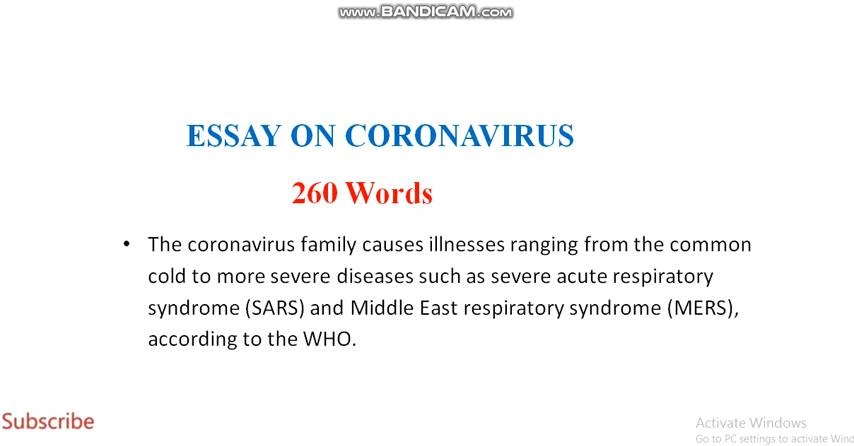 www.BANDICAM.com
ESSAY ON CORONAVIRUS
260 Words
• The coronavirus family causes illnesses ranging from the common
cold to more severe diseases such as severe acute respiratory
syndrome (SARS) and Middle East respiratory syndrome (MERS),
according to the WHO.
Subscribe
Activate Windows
Go to PC settings to activate Wind